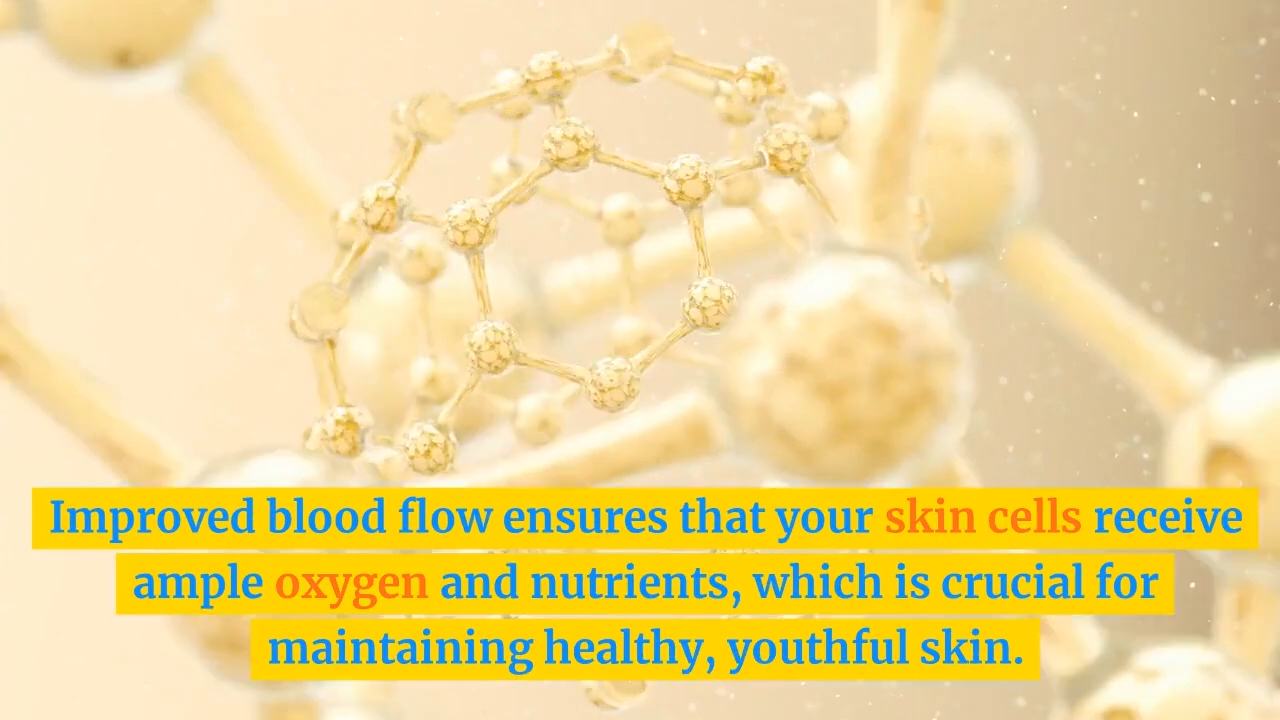 Improved blood flow ensures that your skin cells receive
ample oxygen and nutrients, which is crucial for
maintaining healthy, youthful skin.